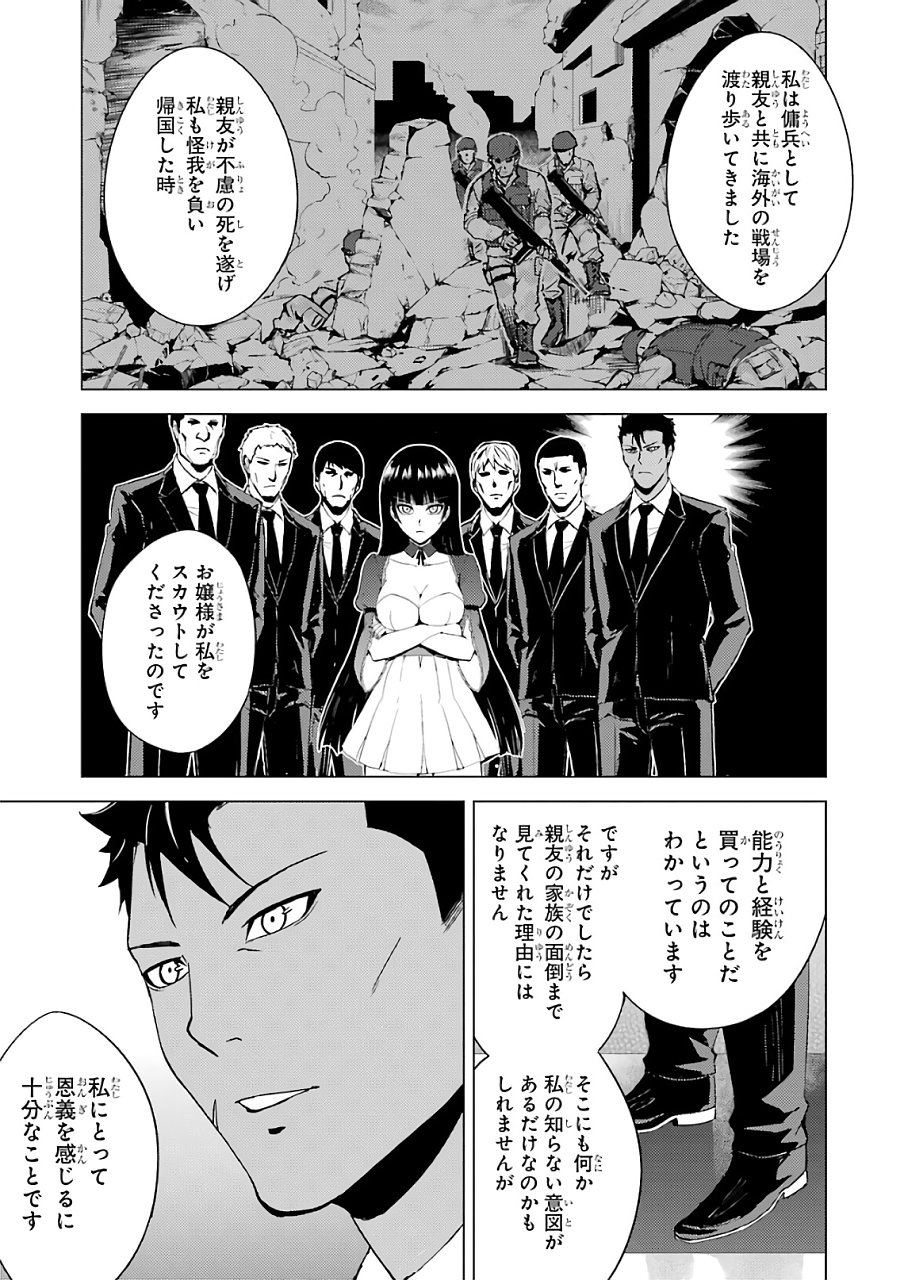 私は傭兵として
親友と共に海外の戦場を
渡り歩いてきました
親友が不慮の死を遂げ
私も怪我を負い
帰国した時
お嬢様が私を
スカウトして
くださったのです
能力と経験を
買ってのことだ
というのは
わかっています
ですが
それだけでしたら
親友の家族の面倒まで
見てくれた理由には
なりません
そこにも何か
私の知らない意図が
あるだけなのかも
しれませんが
私にとって
恩義を感じるに
十分なことです